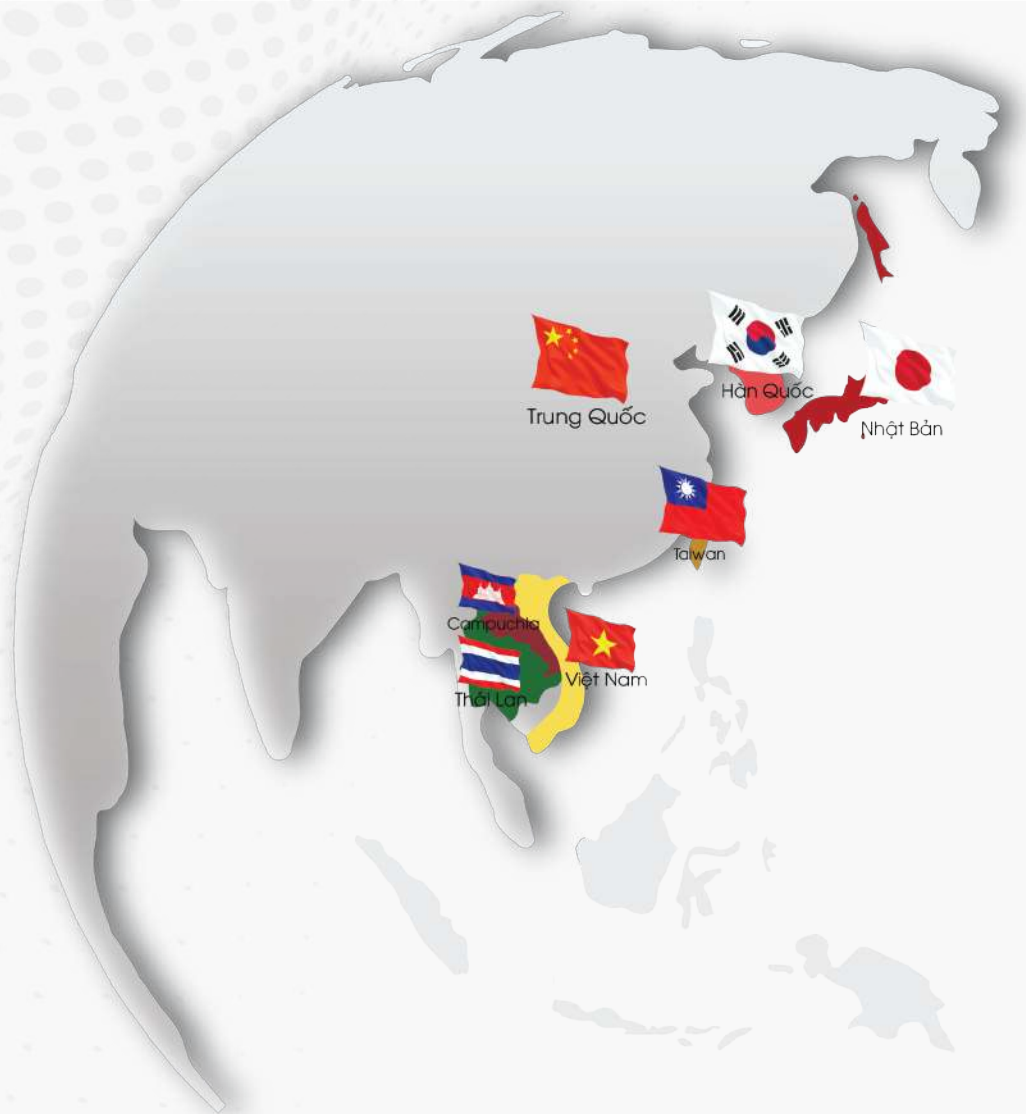 Hàn Quốc
Trung Quốc
Nhật Bản
Taiwan
Campuchia
Việt Nam
Thái Lan